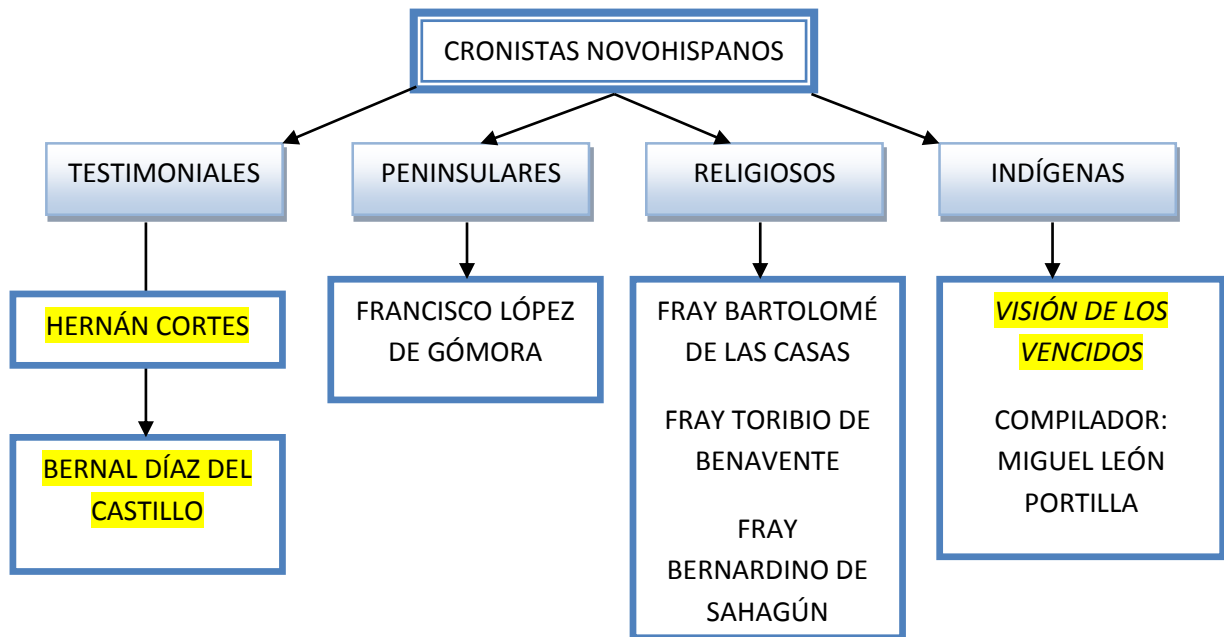 CRONISTAS NOVOHISPANOS
TESTIMONIALES
PENINSULARES
RELIGIOSOS
INDÍGENAS
HERNÁN CORTES
BERNAL DÍAZ DEL
CASTILLO
FRANCISCO LÓPEZ
DE GÓMORA
FRAY BARTOLOMÉ
DE LAS CASAS
FRAY TORIBIO DE
BENAVENTE
FRAY
BERNARDINO DE
SAHAGÚN
VISIÓN DE LOS
VENCIDOS
COMPILADOR:
MIGUEL LEÓN
PORTILLA